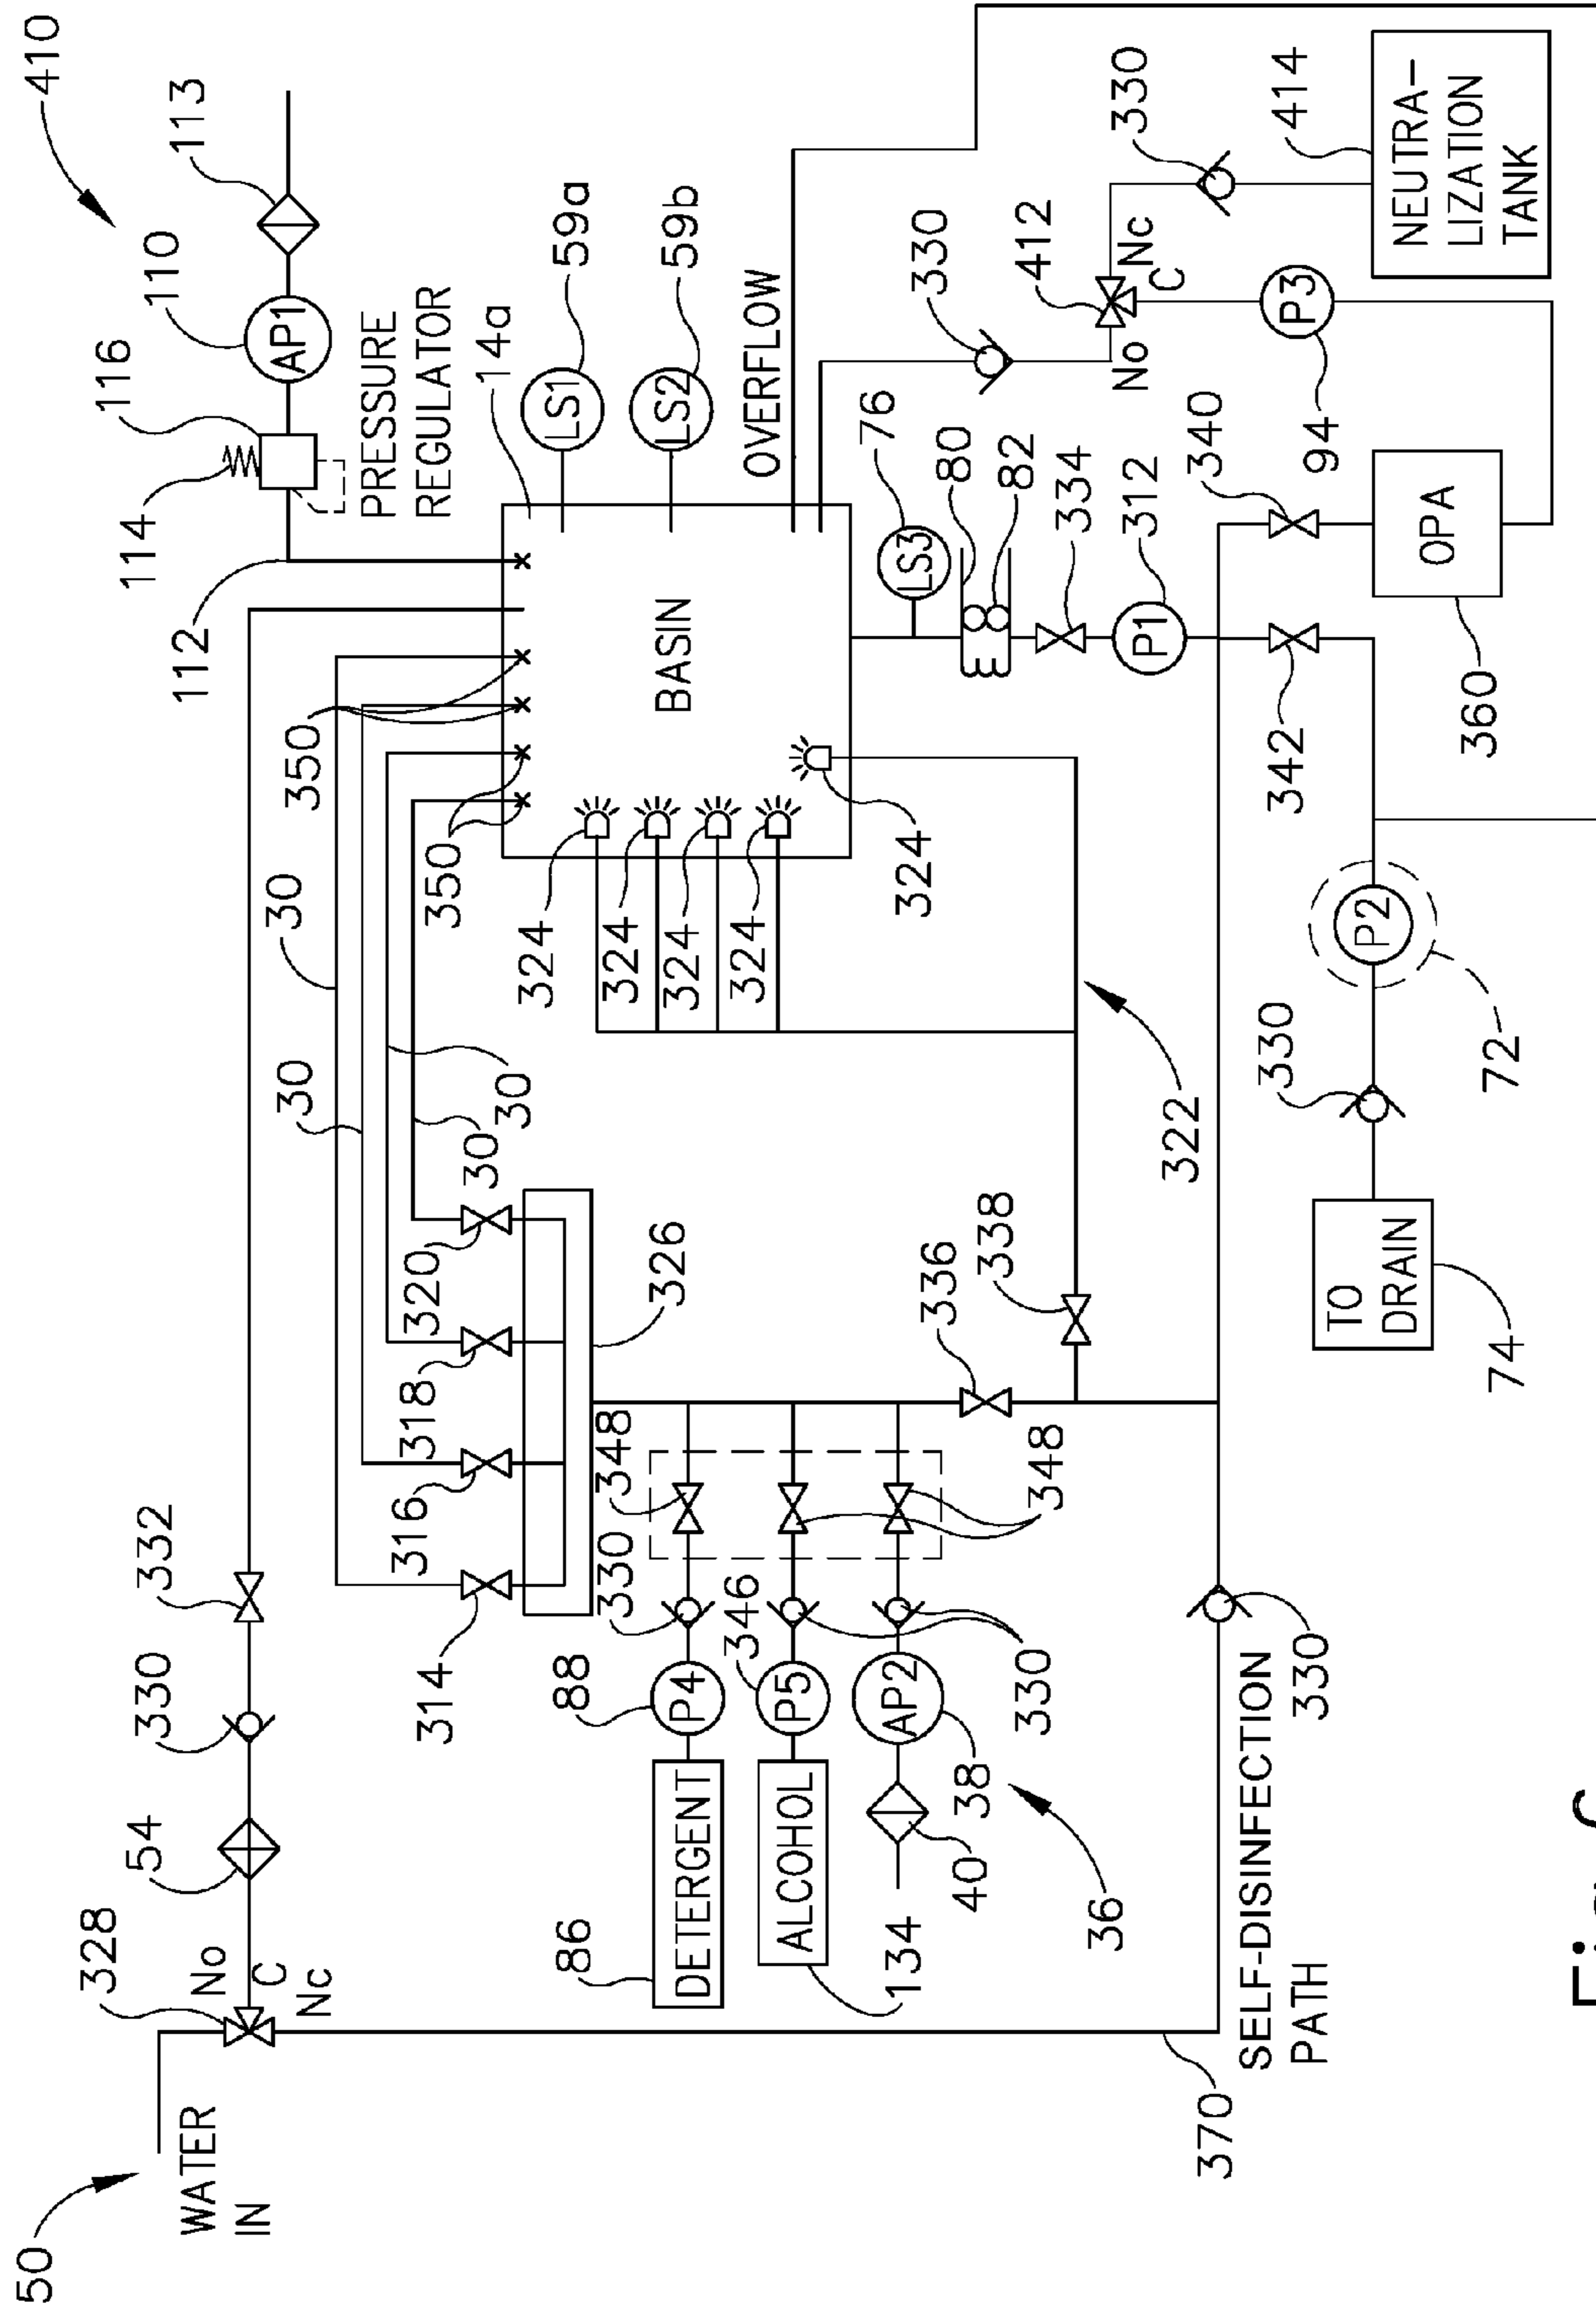 50
WATER
IN
328
No
C
Nc
54
330
332
112
114
116
110
113
410
AP1
PRESSURE
REGULATOR
30
30
30
30
350
350
14a
LS1
59a
LS2
59b
OVERFLOW
BASIN
314
316
318
320
326
324
324
324
324
324
330
412
No
Nc
C
330
414
NEUTRA-
LIZATION
TANK
P3
94
LS3
76
80
82
334
P1
312
340
OPA
360
342
86
DETERGENT
88
P4
330
348
346
P5
ALCOHOL
134
AP2
38
40
36
330
348
336
338
322
SELF-DISINFECTION
PATH
370
330
TO
DRAIN
74
330
P2
72